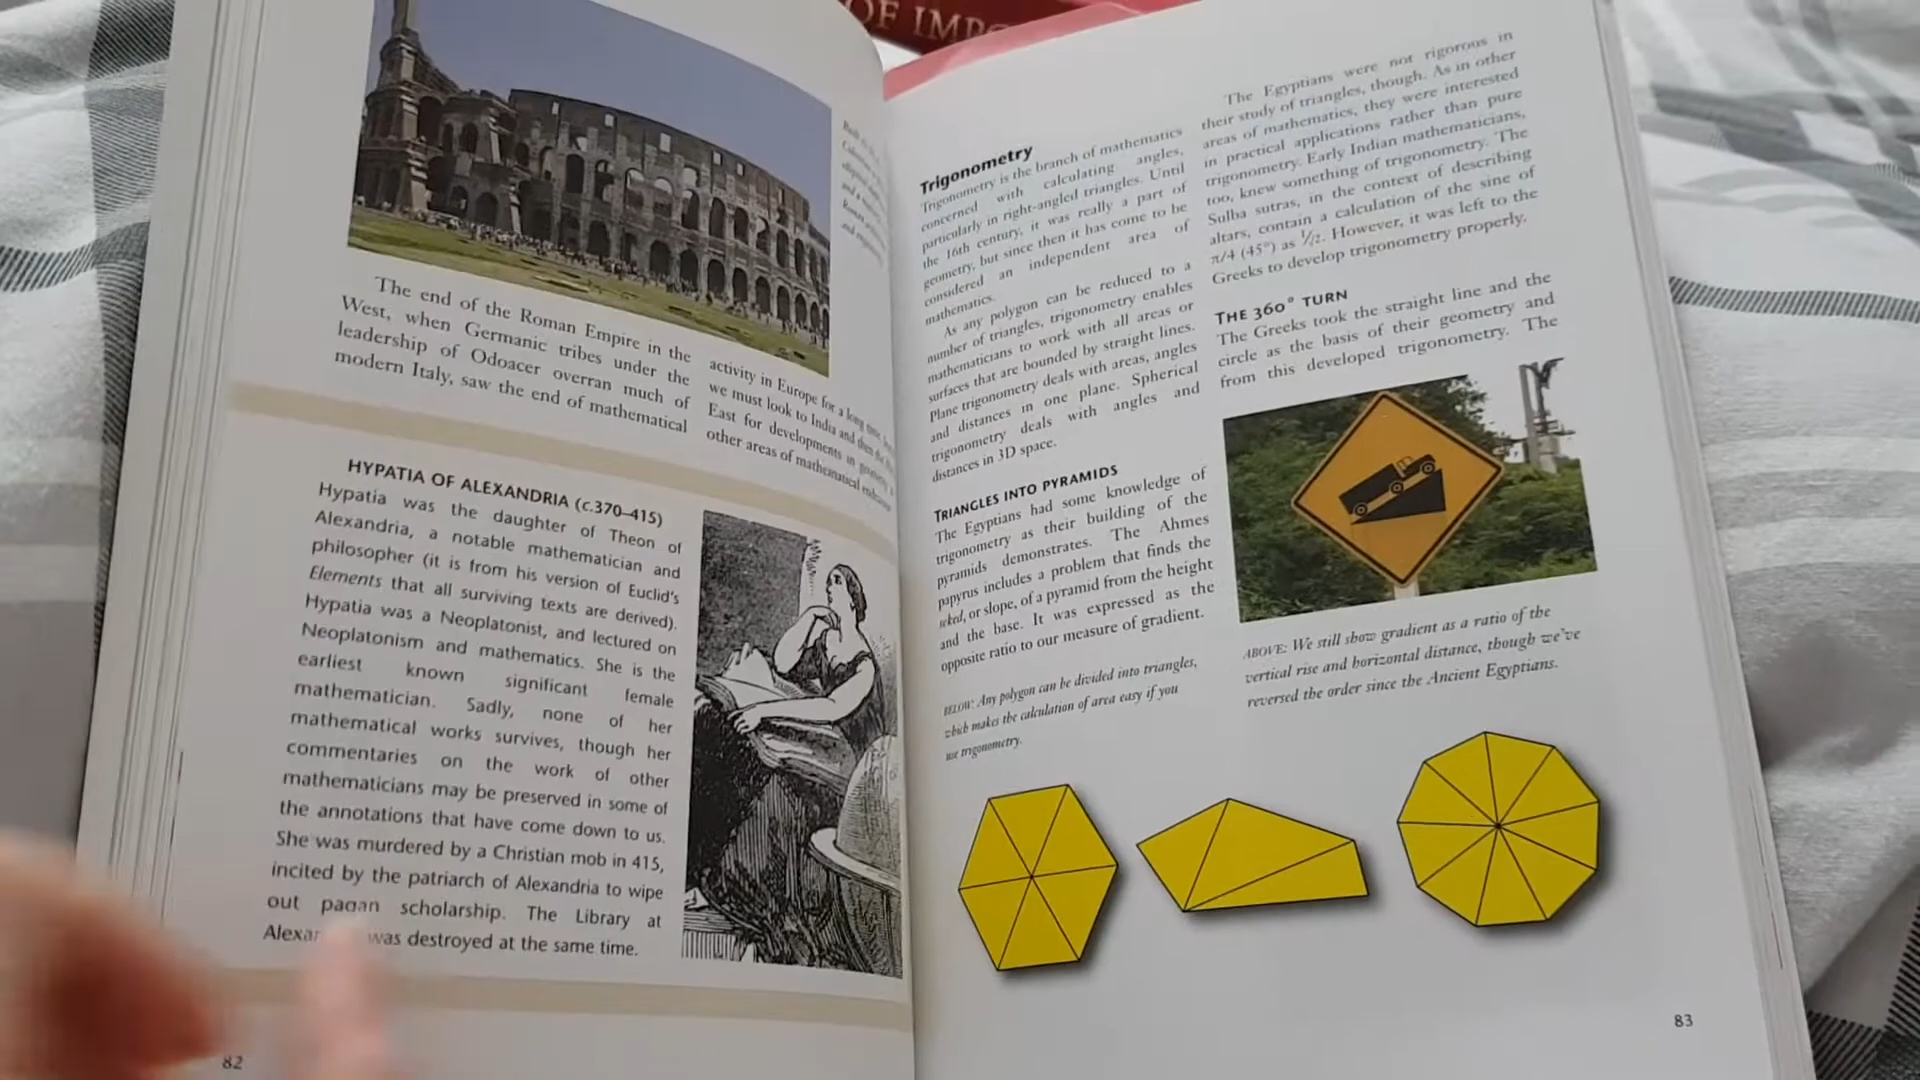 OF IMP
The end of the Roman Empire in the
West, when Germanic tribes under the
leadership of Odoacer overran much of
modern Italy, saw the end of mathematical
activity in Europe for a long time
we must look to India and then the
East for developments in
other areas of mathematical
HYPATIA OF ALEXANDRIA (c.370–415)
Hypatia was the daughter of Theon of
Alexandria, a notable mathematician and
philosopher (it is from his version of Euclid's
Elements that all surviving texts are derived).
Hypatia was a Neoplatonist, and lectured on
Neoplatonism and mathematics. She is the
earliest known significant female
mathematician. Sadly, none of her
mathematical works survives, though her
commentaries on the work of other
mathematicians may be preserved in some of
the annotations that have come down to us.
She was murdered by a Christian mob in 415,
incited by the patriarch of Alexandria to wipe
out pagan scholarship. The Library at
was destroyed at the same time.
82
Trigonometry
Trigonometry is the branch of mathematics
concerned with calculating angles,
particularly in right-angled triangles. Until
the 16th century, it was really a part of
geometry, but since then it has come to be
considered an independent area of
mathematics.
As any polygon can be reduced to a
number of triangles, trigonometry enables
mathematicians to work with all areas or
surfaces that are bounded by straight lines.
Plane trigonometry deals with areas, angles
and distances in one plane. Spherical
trigonometry deals with angles and
distances in 3D space.
TRIANGLES INTO PYRAMIDS
The Egyptians had some knowledge of
trigonometry as their building of the
pyramids demonstrates. The Ahmes
papyrus includes a problem that finds the
seked, or slope, of a pyramid from the height
and the base. It was expressed as the
opposite ratio to our measure of gradient.
BELOW: Any polygon can be divided into triangles,
which makes the calculation of area easy if you
use trigonometry.
The Egyptians were not rigorous in
their study of triangles, though. As in other
areas of mathematics, they were interested
in practical applications rather than pure
trigonometry. Early Indian mathematicians,
too, knew something of trigonometry. The
Sulba sutras, in the context of describing
altars, contain a calculation of the sine of
π/4 (45°) as ½. However, it was left to the
Greeks to develop trigonometry properly.
THE 360° TURN
The Greeks took the straight line and the
circle as the basis of their geometry and
from this developed trigonometry. The
ABOVE: We still show gradient as a ratio of the
vertical rise and horizontal distance, though we've
reversed the order since the Ancient Egyptians.
83